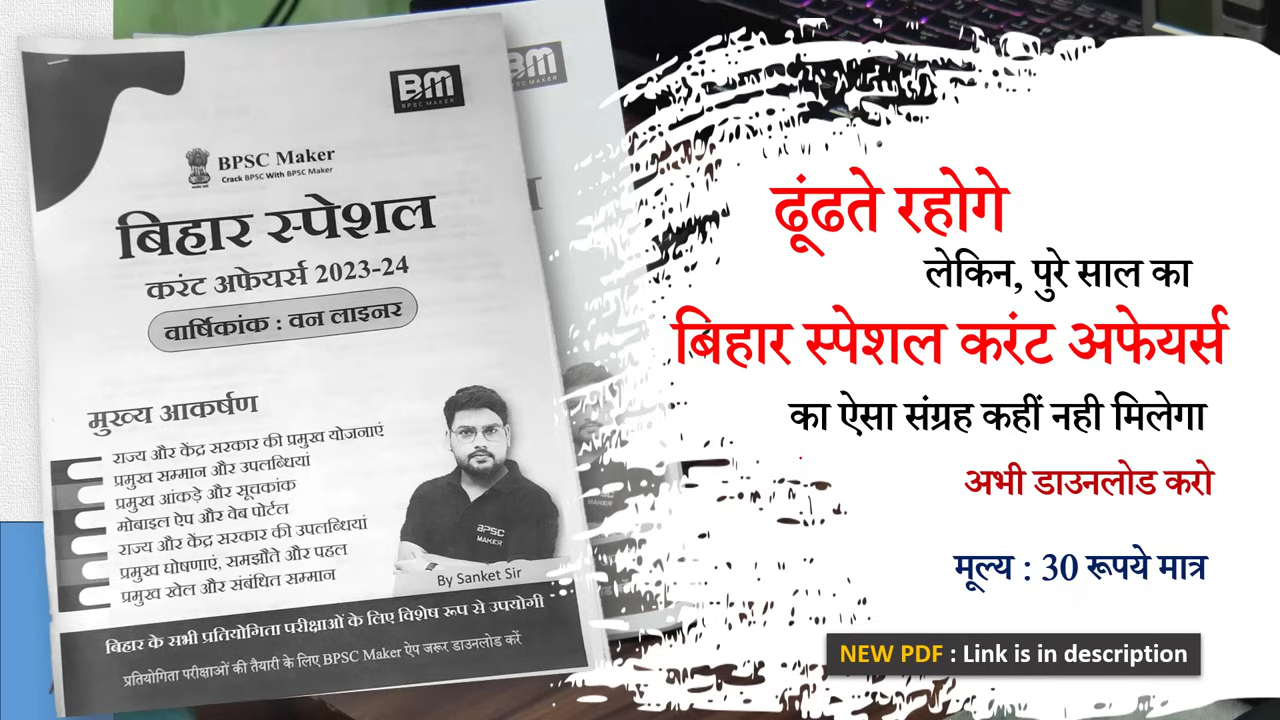 BM
BPSC MAKER
BM
BPSC MAKER
BPSC Maker
Crack BPSC With BPSC Maker
बिहार स्पेशल
करंट अफेयर्स 2023-24
वार्षिकांक : वन लाइनर
मुख्य आकर्षण
राज्य और केंद्र सरकार की प्रमुख योजनाएं
प्रमुख सम्मान और उपलब्धियां
प्रमुख आंकड़े और सूचकांक
मोबाइल ऐप और वेब पोर्टल
राज्य और केंद्र सरकार की उपलब्धियां
प्रमुख घोषणाएं, समझौते और पहल
प्रमुख खेल और संबंधित सम्मान
BPSC
MAKER
By Sanket Sir
बिहार के सभी प्रतियोगिता परीक्षाओं के लिए विशेष रूप से उपयोगी
प्रतियोगिता परीक्षाओं की तैयारी के लिए BPSC Maker ऐप जरूर डाउनलोड करें
ढूंढते रहोगे
लेकिन, पुरे साल का
बिहार स्पेशल करंट अफेयर्स
का ऐसा संग्रह कहीं नही मिलेगा
अभी डाउनलोड करो
मूल्य : 30 रूपये मात्र
NEW PDF : Link is in description